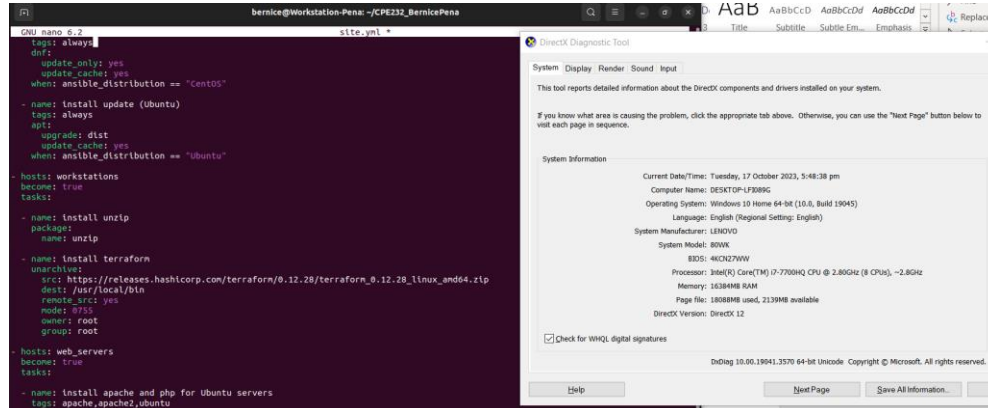 bernice@Workstation-Pena: ~/CPE232_BernicePena
GNU nano 6.2
site.yml *
tags: always
dnf:
update_only: yes
update_cache: yes
when: ansible_distribution == "CentOS"
- name: install update (Ubuntu)
tags: always
apt:
upgrade: dist
update_cache: yes
when: ansible_distribution == "Ubuntu"
- hosts: workstations
become: true
tasks:
- name: install unzip
package:
name: unzip
- name: install terraform
unarchive:
src: https://releases.hashicorp.com/terraform/0.12.28/terraform_0.12.28_linux_amd64.zip
dest: /usr/local/bin
remote_src: yes
mode: 0755
owner: root
group: root
- hosts: web_servers
become: true
tasks:
- name: install apache and php for Ubuntu servers
tags: apache,apache2,ubuntu
AaB AaBbCcD AaBbCcDd AaBbCcDd
Title Subtitle Subtle Em... Emphasis
Replace
DirectX Diagnostic Tool
System Display Render Sound Input
This tool reports detailed information about the DirectX components and drivers installed on your system.
If you know what area is causing the problem, click the appropriate tab above. Otherwise, you can use the "Next Page" button below to
visit each page in sequence.
System Information
Current Date/Time: Tuesday, 17 October 2023, 5:48:38 pm
Computer Name: DESKTOP-LFI089G
Operating System: Windows 10 Home 64-bit (10.0, Build 19045)
Language: English (Regional Setting: English)
System Manufacturer: LENOVO
System Model: 80WK
BIOS: 4KCN27WW
Processor: Intel(R) Core(TM) i7-7700HQ CPU @ 2.80GHz (8 CPUs), ~2.8GHz
Memory: 16384MB RAM
Page file: 18088MB used, 2139MB available
DirectX Version: DirectX 12
Check for WHQL digital signatures
DxDiag 10.00.19041.3570 64-bit Unicode Copyright © Microsoft. All rights reserved.
Help
Next Page
Save All Information...